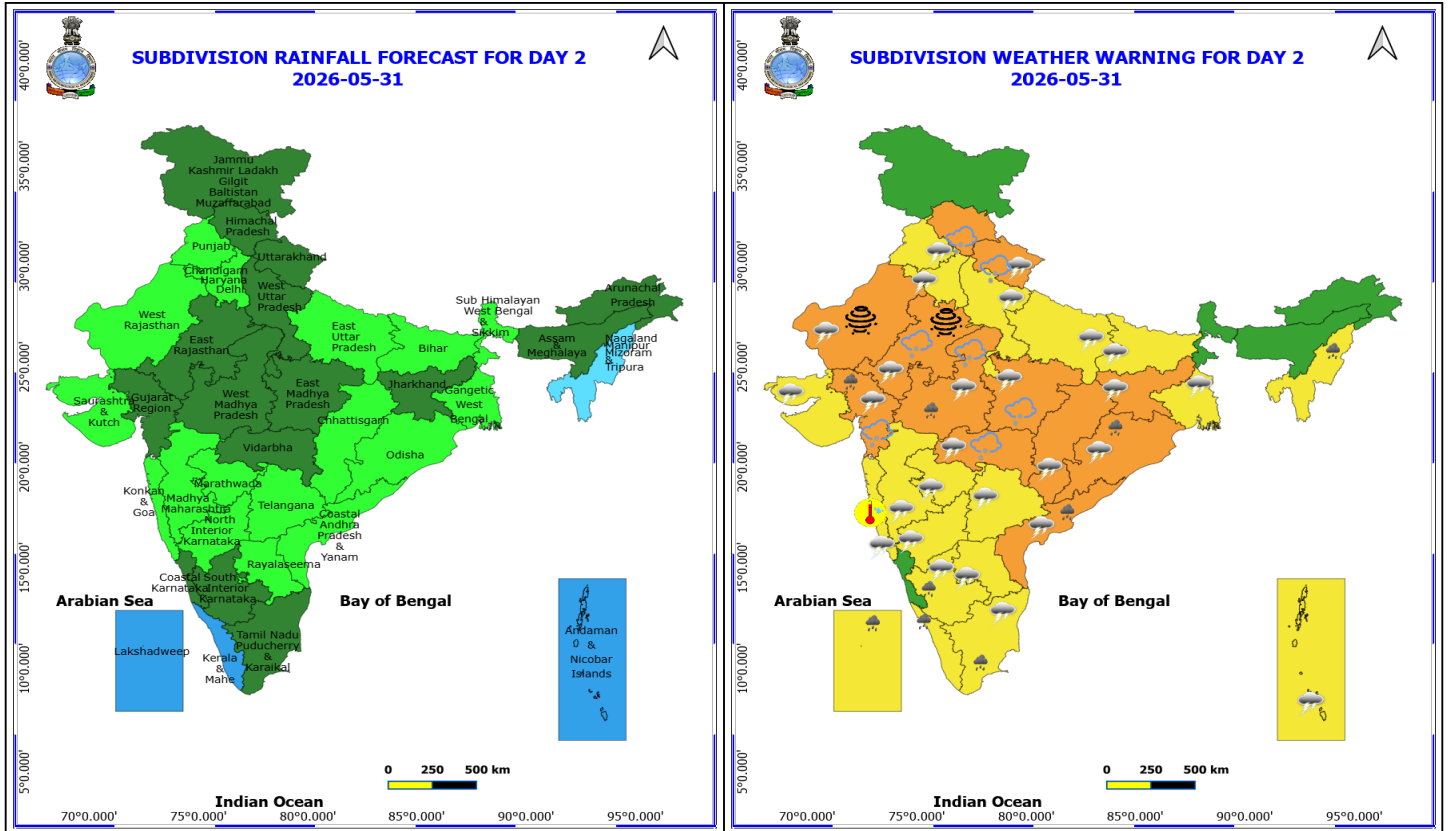 SUBDIVISION RAINFALL FORECAST FOR DAY 2
2026-05-31
40°0.000'
35°0.000'
30°0.000'
25°0.000'
20°0.000'
15°0.000'
10°0.000'
5°0.000'
Jammu
Kashmir Ladakh
Gilgit
Baltistan
Muzaffarabad
Himachal
Pradesh
Punjab
Uttarakhand
Chandigarh
Haryana
Delhi
West
Uttar
Pradesh
West
Rajasthan
East
Rajasthan
East
Uttar
Pradesh
Bihar
Sub Himalayan
West Bengal
&
Sikkim
Arunachal
Pradesh
Assam
&
Meghalaya
Nagaland
Manipur
Mizoram
&
Tripura
Saurashtra
&
Kutch
Gujarat
Region
West
Madhya
Pradesh
East
Madhya
Pradesh
Jharkhand
Gangetic
West
Bengal
Chhattisgarh
Vidarbha
Odisha
Konkan
&
Goa
Madhya
Maharashtra
Marathwada
North
Interior
Karnataka
Telangana
Coastal
Andhra
Pradesh
&
Yanam
Rayalaseema
Coastal
Karnataka
South
Interior
Karnataka
Arabian Sea
Bay of Bengal
Lakshadweep
Kerala
&
Mahe
Tamil Nadu
Puducherry
&
Karaikal
Andaman
&
Nicobar
Islands
0 250 500 km
Indian Ocean
70°0.000' 75°0.000' 80°0.000' 85°0.000' 90°0.000' 95°0.000'
SUBDIVISION WEATHER WARNING FOR DAY 2
2026-05-31
40°0.000'
35°0.000'
30°0.000'
25°0.000'
20°0.000'
15°0.000'
10°0.000'
5°0.000'
Arabian Sea
Bay of Bengal
0 250 500 km
Indian Ocean
70°0.000' 75°0.000' 80°0.000' 85°0.000' 90°0.000' 95°0.000'